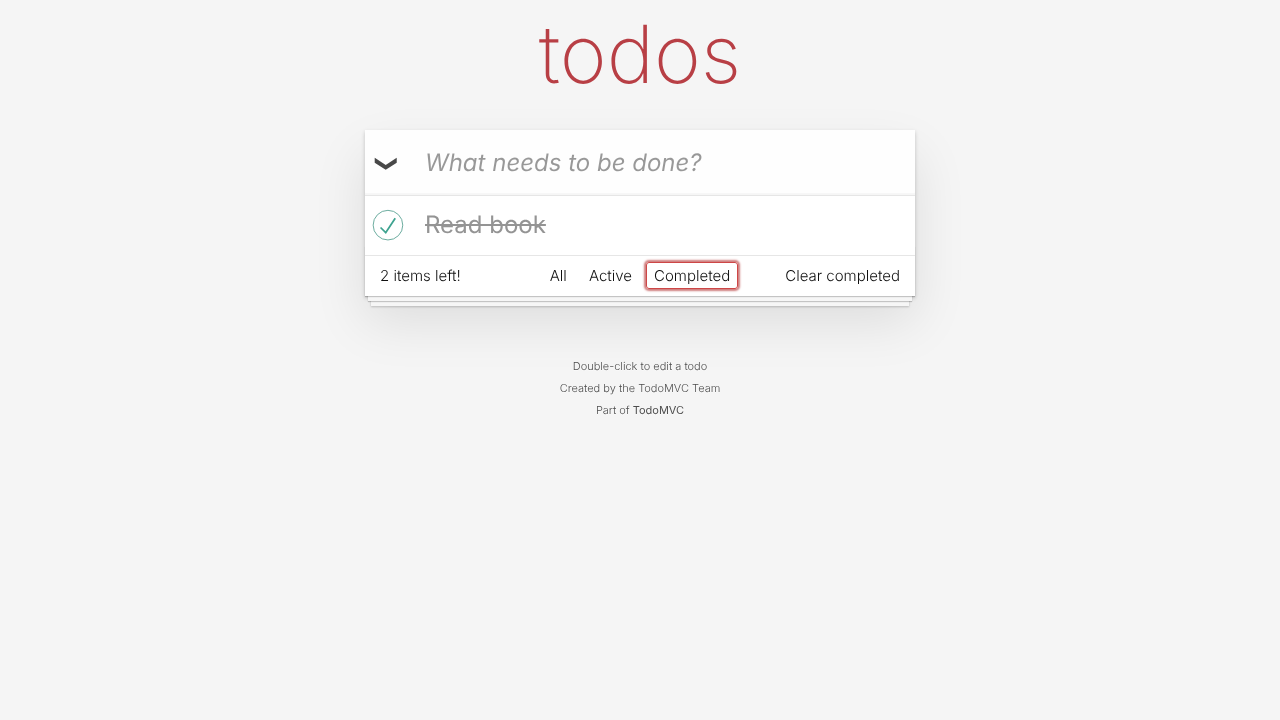 todos
What needs to be done?
Read book
2 items left! All Active Completed Clear completed
Double-click to edit a todo
Created by the TodoMVC Team
Part of TodoMVC